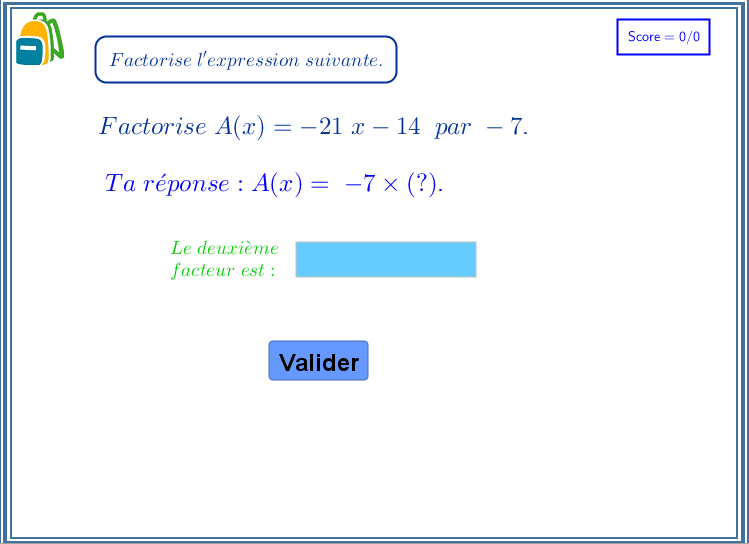 Score = 0/0
Factorise l'expression suivante.
Factorise A(x) = −21 x − 14 par − 7.
Ta réponse : A(x) = −7 × (?).
Le deuxième
facteur est :
Valider